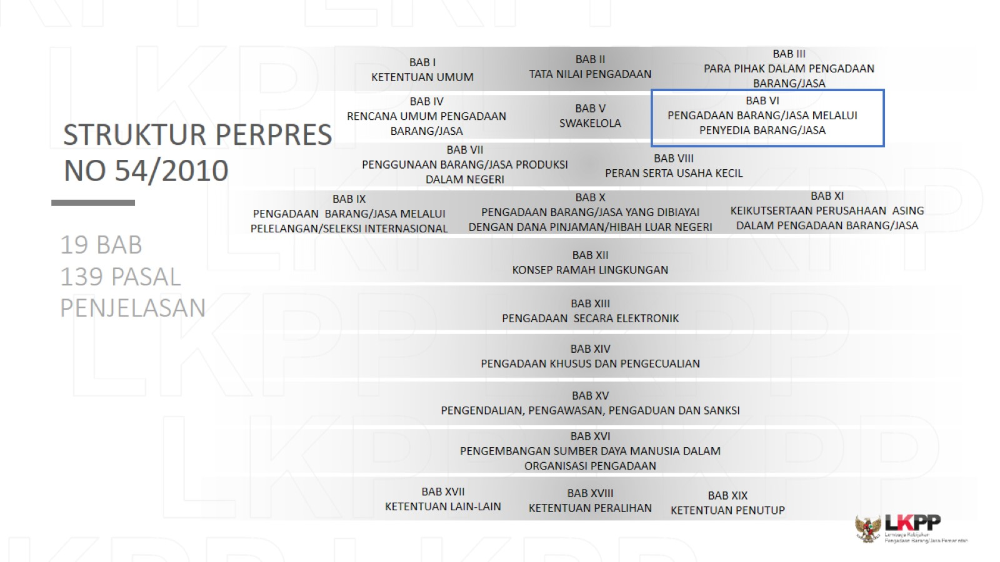 STRUKTUR PERPRES
NO 54/2010
19 BAB
139 PASAL
PENJELASAN
BAB I
KETENTUAN UMUM
BAB II
TATA NILAI PENGADAAN
BAB III
PARA PIHAK DALAM PENGADAAN
BARANG/JASA
BAB IV
RENCANA UMUM PENGADAAN
BARANG/JASA
BAB V
SWAKELOLA
BAB VI
PENGADAAN BARANG/JASA MELALUI
PENYEDIA BARANG/JASA
BAB VII
PENGGUNAAN BARANG/JASA PRODUKSI
DALAM NEGERI
BAB VIII
PERAN SERTA USAHA KECIL
BAB IX
PENGADAAN  BARANG/JASA MELALUI
PELELANGAN/SELEKSI INTERNASIONAL
BAB X
PENGADAAN BARANG/JASA YANG DIBIAYAI
DENGAN DANA PINJAMAN/HIBAH LUAR NEGERI
BAB XI
KEIKUTSERTAAN PERUSAHAAN  ASING
DALAM PENGADAAN BARANG/JASA
BAB XII
KONSEP RAMAH LINGKUNGAN
BAB XIII
PENGADAAN  SECARA ELEKTRONIK
BAB XIV
PENGADAAN KHUSUS DAN PENGECUALIAN
BAB XV
PENGENDALIAN, PENGAWASAN, PENGADUAN DAN SANKSI
BAB XVI
PENGEMBANGAN SUMBER DAYA MANUSIA DALAM
ORGANISASI PENGADAAN
BAB XVII
KETENTUAN LAIN-LAIN
BAB XVIII
KETENTUAN PERALIHAN
BAB XIX
KETENTUAN PENUTUP
LKPP
Lembaga Kebijakan
Pengadaan Barang/Jasa Pemerintah